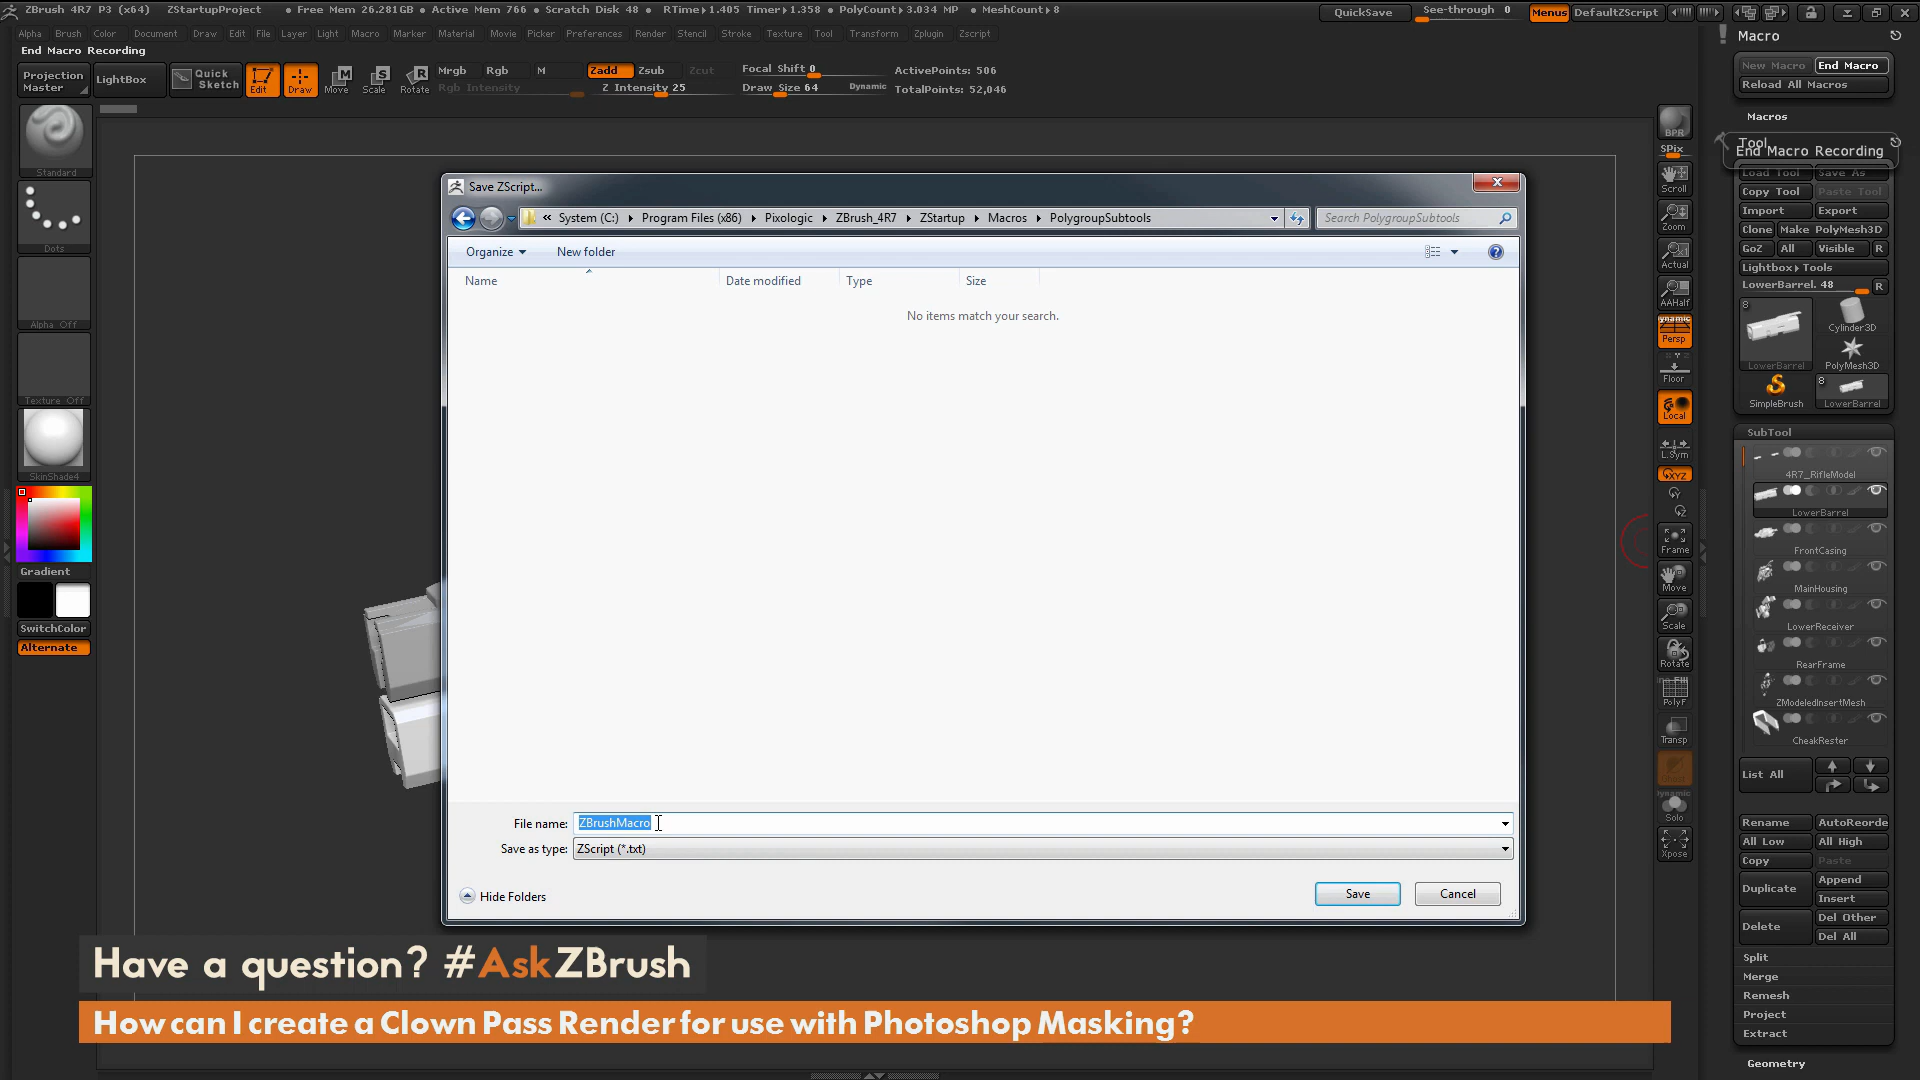 ZBrush 4R7 P3 (x64) ZStartupProject • Free Mem 26.281GB • Active Mem 766 • Scratch Disk 48 • RTime▸1.405 Timer▸1.358 • PolyCount▸3.034 MP • MeshCount▸8 QuickSave See-through 0 Menus DefaultZScript
Alpha Brush Color Document Draw Edit File Layer Light Macro Marker Material Movie Picker Preferences Render Stencil Stroke Texture Tool Transform Zplugin Zscript
End Macro Recording
Projection Master
LightBox
Quick Sketch
Edit
Draw
Move
Scale
Rotate
Mrgb Rgb M
Rgb Intensity
Zadd Zsub Zcut
Z Intensity 25
Focal Shift 0
Draw Size 64 Dynamic
ActivePoints: 506
TotalPoints: 52,046
Standard
Dots
Alpha Off
Texture Off
SkinShade4
Gradient
SwitchColor
Alternate
Save ZScript...
« System (C:) ▸ Program Files (x86) ▸ Pixologic ▸ ZBrush_4R7 ▸ ZStartup ▸ Macros ▸ PolygroupSubtools
Search PolygroupSubtools
Organize New folder
Name Date modified Type Size
No items match your search.
File name: ZBrushMacro
Save as type: ZScript (*.txt)
Hide Folders
Save Cancel
BPR
SPix
Scroll
Zoom
Actual
AAHalf
Persp
Floor
Local
L.Sym
XYZ
Frame
Move
Scale
Rotate
PolyF
Transp
Ghost
Dynamic
Solo
Xpose
Macro
New Macro End Macro
Reload All Macros
Macros
Tool
End Macro Recording
Load Tool Save As
Copy Tool Paste Tool
Import Export
Clone Make PolyMesh3D
GoZ All Visible R
Lightbox▸Tools
LowerBarrel. 48 R
8
LowerBarrel
Cylinder3D
PolyMesh3D
SimpleBrush
8
LowerBarrel
SubTool
4R7_RifleModel
LowerBarrel
FrontCasing
MainHousing
LowerReceiver
RearFrame
ZModeledInsertMesh
CheakRester
List All
Rename AutoReorder
All Low All High
Copy Paste
Duplicate Append
Insert
Delete Del Other
Del All
Split
Merge
Remesh
Project
Extract
Geometry
Have a question? #AskZBrush
How can I create a Clown Pass Render for use with Photoshop Masking?